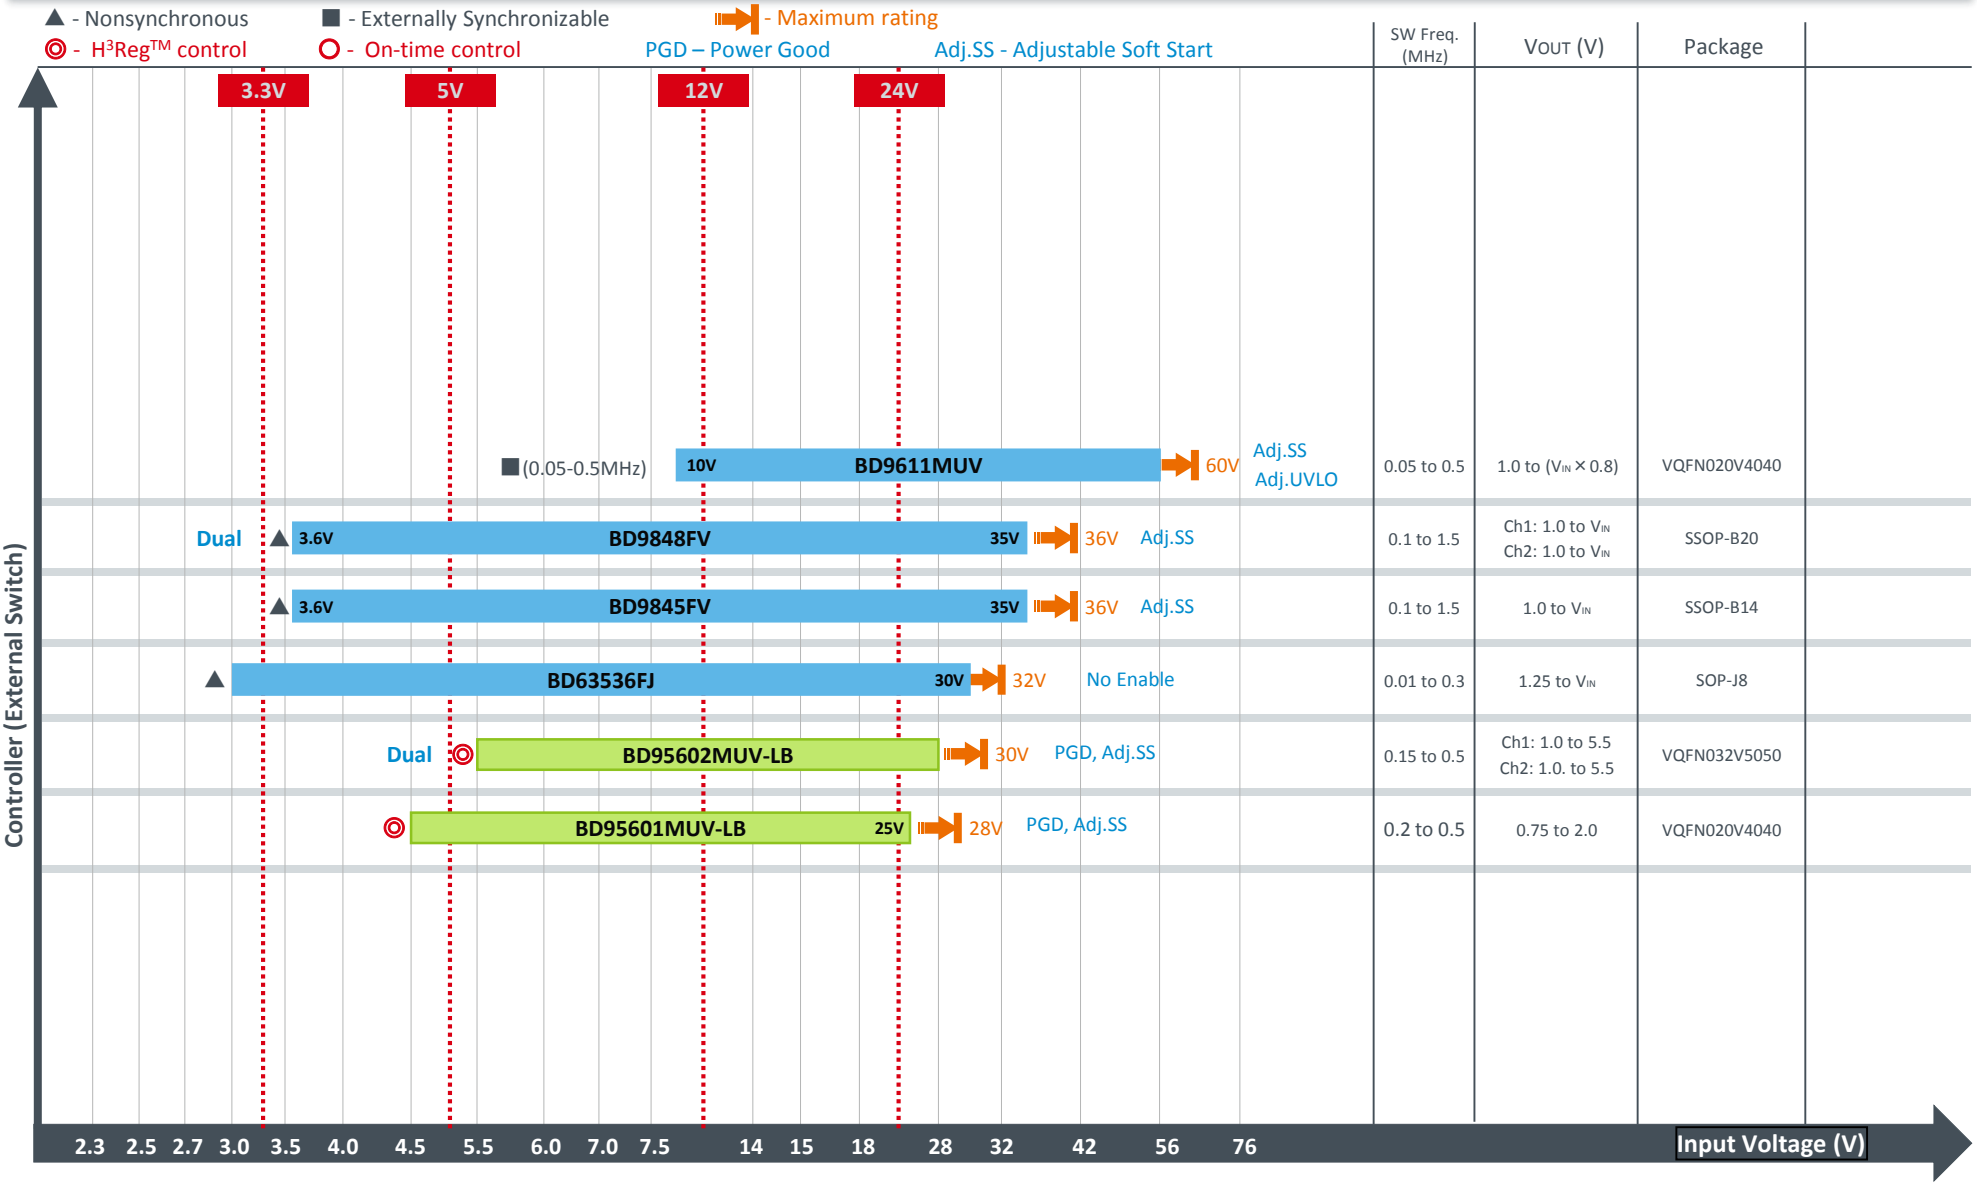 ▲ - Nonsynchronous ■ - Externally Synchronizable - Maximum rating
◎ - H³Reg™ control ○ - On-time control PGD – Power Good Adj.SS - Adjustable Soft Start
SW Freq. (MHz) VOUT (V) Package
3.3V 5V 12V 24V
■(0.05-0.5MHz) 10V BD9611MUV 60V Adj.SS Adj.UVLO 0.05 to 0.5 1.0 to (VIN × 0.8) VQFN020V4040
Dual ▲ 3.6V BD9848FV 35V 36V Adj.SS 0.1 to 1.5 Ch1: 1.0 to VIN Ch2: 1.0 to VIN SSOP-B20
▲ 3.6V BD9845FV 35V 36V Adj.SS 0.1 to 1.5 1.0 to VIN SSOP-B14
▲ BD63536FJ 30V 32V No Enable 0.01 to 0.3 1.25 to VIN SOP-J8
Dual ◎ BD95602MUV-LB 30V PGD, Adj.SS 0.15 to 0.5 Ch1: 1.0 to 5.5 Ch2: 1.0. to 5.5 VQFN032V5050
◎ BD95601MUV-LB 25V 28V PGD, Adj.SS 0.2 to 0.5 0.75 to 2.0 VQFN020V4040
Controller (External Switch)
2.3 2.5 2.7 3.0 3.5 4.0 4.5 5.5 6.0 7.0 7.5 14 15 18 28 32 42 56 76 Input Voltage (V)